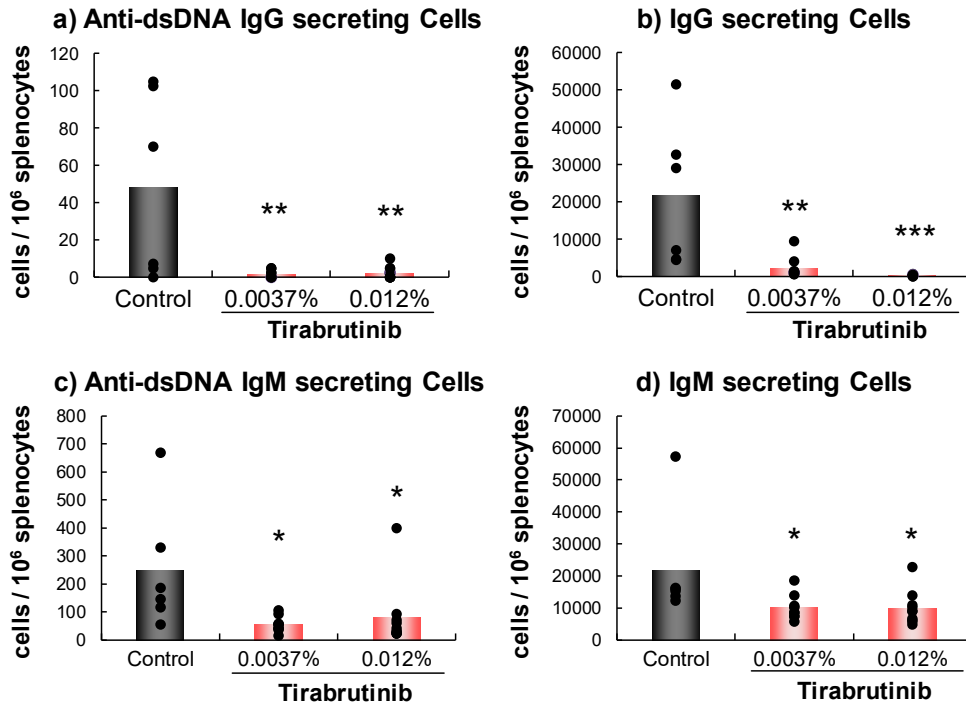 a) Anti-dsDNA IgG secreting Cells
cells / 10⁶ splenocytes
120
100
80
60
40
20
0
**
**
Control
0.0037%
0.012%
Tirabrutinib
b) IgG secreting Cells
cells / 10⁶ splenocytes
60000
50000
40000
30000
20000
10000
0
**
***
Control
0.0037%
0.012%
Tirabrutinib
c) Anti-dsDNA IgM secreting Cells
cells / 10⁶ splenocytes
800
700
600
500
400
300
200
100
0
*
*
Control
0.0037%
0.012%
Tirabrutinib
d) IgM secreting Cells
cells / 10⁶ splenocytes
70000
60000
50000
40000
30000
20000
10000
0
*
*
Control
0.0037%
0.012%
Tirabrutinib